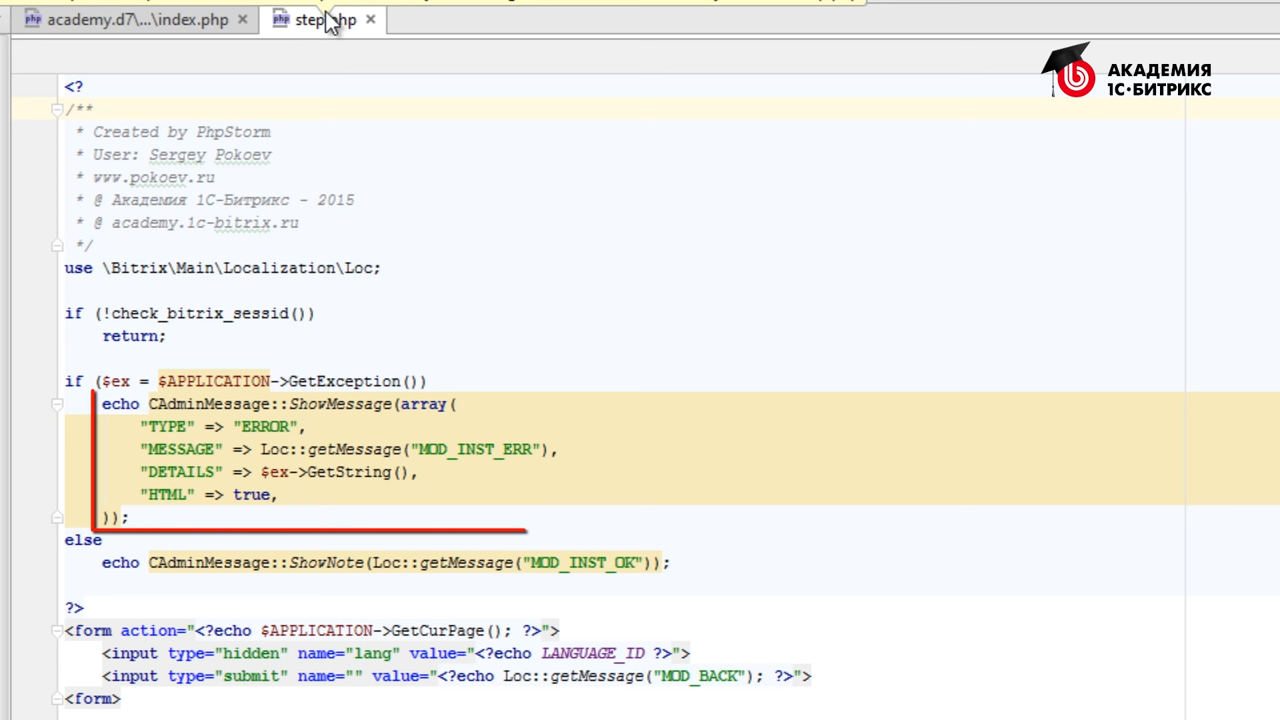 academy.d7\...\index.php
step.php
АКАДЕМИЯ
1С·БИТРИКС
<?
/**
* Created by PhpStorm
* User: Sergey Pokoev
* www.pokoev.ru
* @ Академия 1С-Битрикс - 2015
* @ academy.1c-bitrix.ru
*/
use \Bitrix\Main\Localization\Loc;
if (!check_bitrix_sessid())
return;
if ($ex = $APPLICATION->GetException())
echo CAdminMessage::ShowMessage(array(
"TYPE" => "ERROR",
"MESSAGE" => Loc::getMessage("MOD_INST_ERR"),
"DETAILS" => $ex->GetString(),
"HTML" => true,
));
else
echo CAdminMessage::ShowNote(Loc::getMessage("MOD_INST_OK"));
?>
<form action="<?echo $APPLICATION->GetCurPage(); ?>">
<input type="hidden" name="lang" value="<?echo LANGUAGE_ID ?>">
<input type="submit" name="" value="<?echo Loc::getMessage("MOD_BACK"); ?>">
<form>